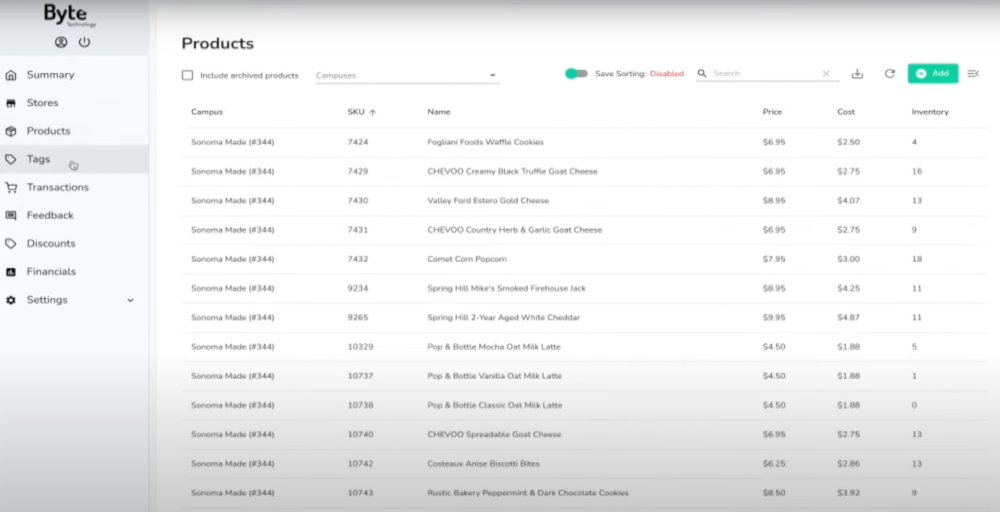 Byte
Technology
Summary
Stores
Products
Tags
Transactions
Feedback
Discounts
Financials
Settings
Products
Include archived products Campuses Save Sorting: Disabled Search Add
Campus SKU Name Price Cost Inventory
Sonoma Made (#344) 7424 Fogliani Foods Waffle Cookies $6.95 $2.50 4
Sonoma Made (#344) 7429 CHEVOO Creamy Black Truffle Goat Cheese $6.95 $2.75 16
Sonoma Made (#344) 7430 Valley Ford Estero Gold Cheese $8.95 $4.07 13
Sonoma Made (#344) 7431 CHEVOO Country Herb & Garlic Goat Cheese $6.95 $2.75 9
Sonoma Made (#344) 7432 Comet Corn Popcorn $7.95 $3.00 18
Sonoma Made (#344) 9234 Spring Hill Mike's Smoked Firehouse Jack $8.95 $4.25 11
Sonoma Made (#344) 9265 Spring Hill 2-Year Aged White Cheddar $9.95 $4.87 11
Sonoma Made (#344) 10329 Pop & Bottle Mocha Oat Milk Latte $4.50 $1.88 5
Sonoma Made (#344) 10737 Pop & Bottle Vanilla Oat Milk Latte $4.50 $1.88 1
Sonoma Made (#344) 10738 Pop & Bottle Classic Oat Milk Latte $4.50 $1.88 0
Sonoma Made (#344) 10740 CHEVOO Spreadable Goat Cheese $6.95 $2.75 13
Sonoma Made (#344) 10742 Costeaux Anise Biscotti Bites $6.25 $2.86 13
Sonoma Made (#344) 10743 Rustic Bakery Peppermint & Dark Chocolate Cookies $8.50 $3.92 9